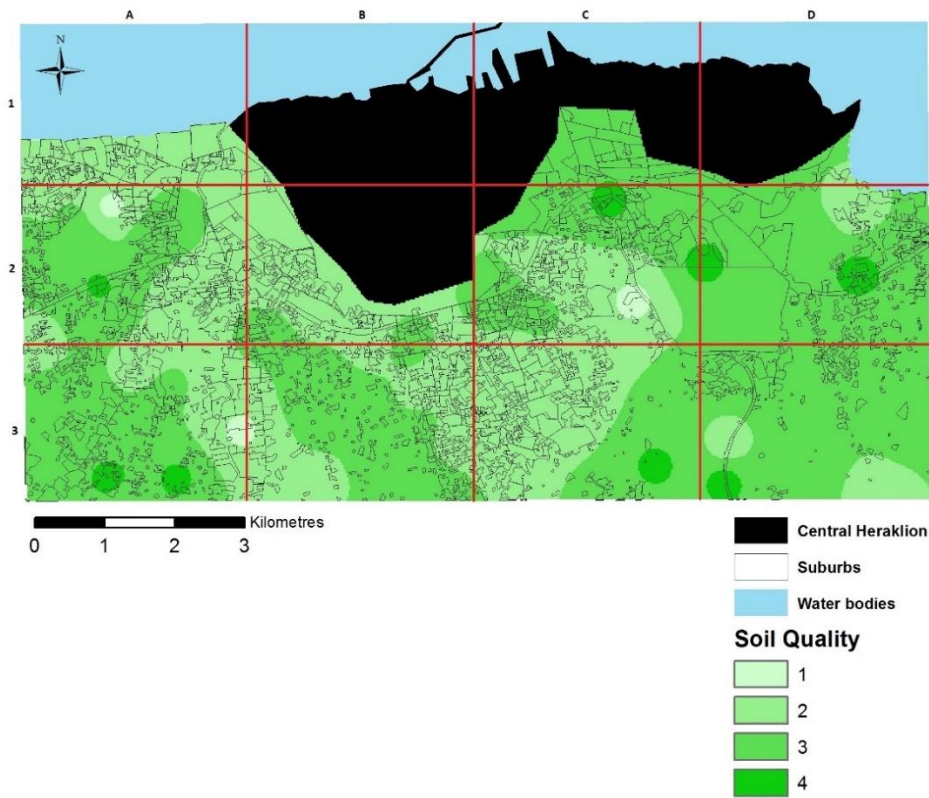 A B C D
N
1
2
3
Kilometres
0 1 2 3
Central Heraklion
Suburbs
Water bodies
Soil Quality
1
2
3
4